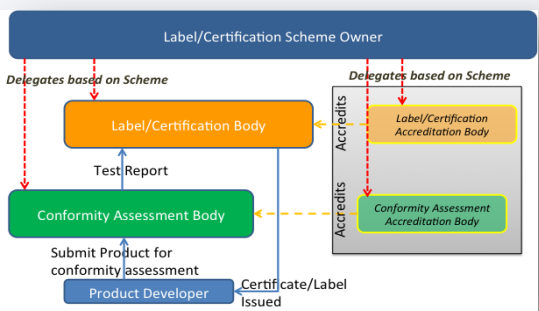 Label/Certification Scheme Owner
Delegates based on Scheme
Delegates based on Scheme
Label/Certification Body
Accredits
Label/Certification
Accreditation Body
Test Report
Conformity Assessment Body
Accredits
Conformity Assessment
Accreditation Body
Submit Product for
conformity assessment
Product Developer
Certificate/Label
Issued